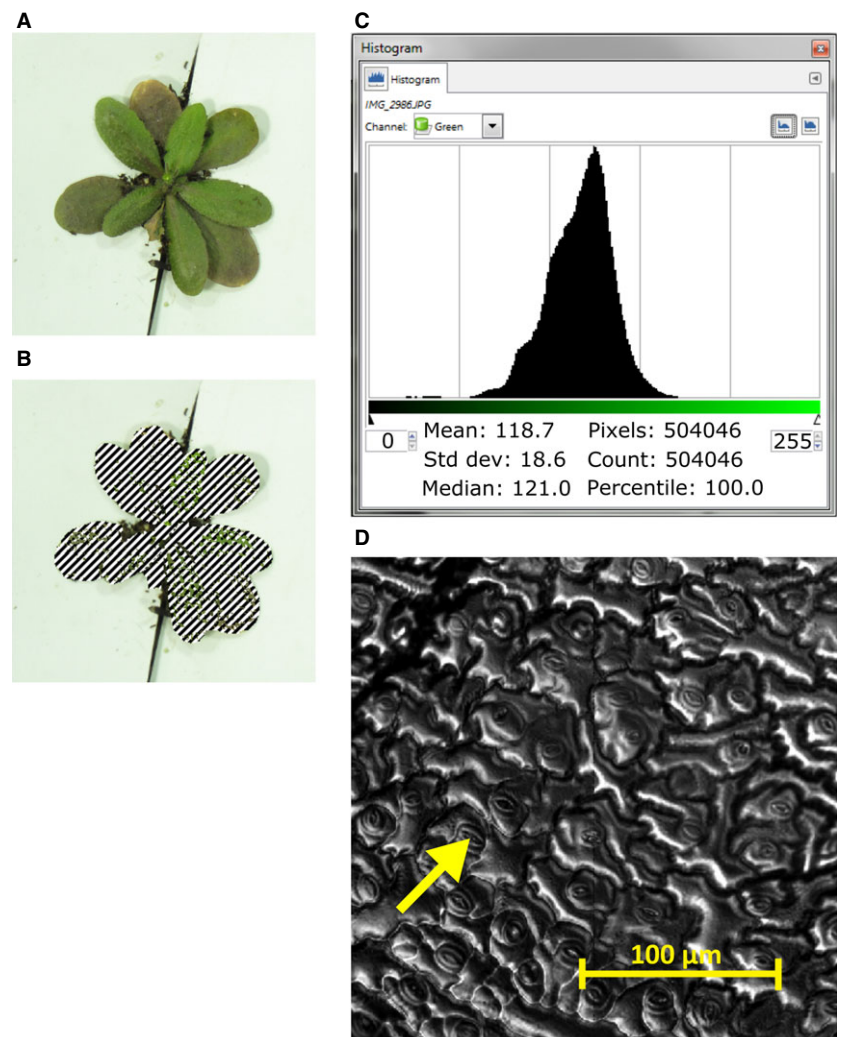 A
B
C
Histogram
Histogram
IMG_2986.JPG
Channel: Green
0
255
Mean: 118.7 Pixels: 504046
Std dev: 18.6 Count: 504046
Median: 121.0 Percentile: 100.0
D
100 µm